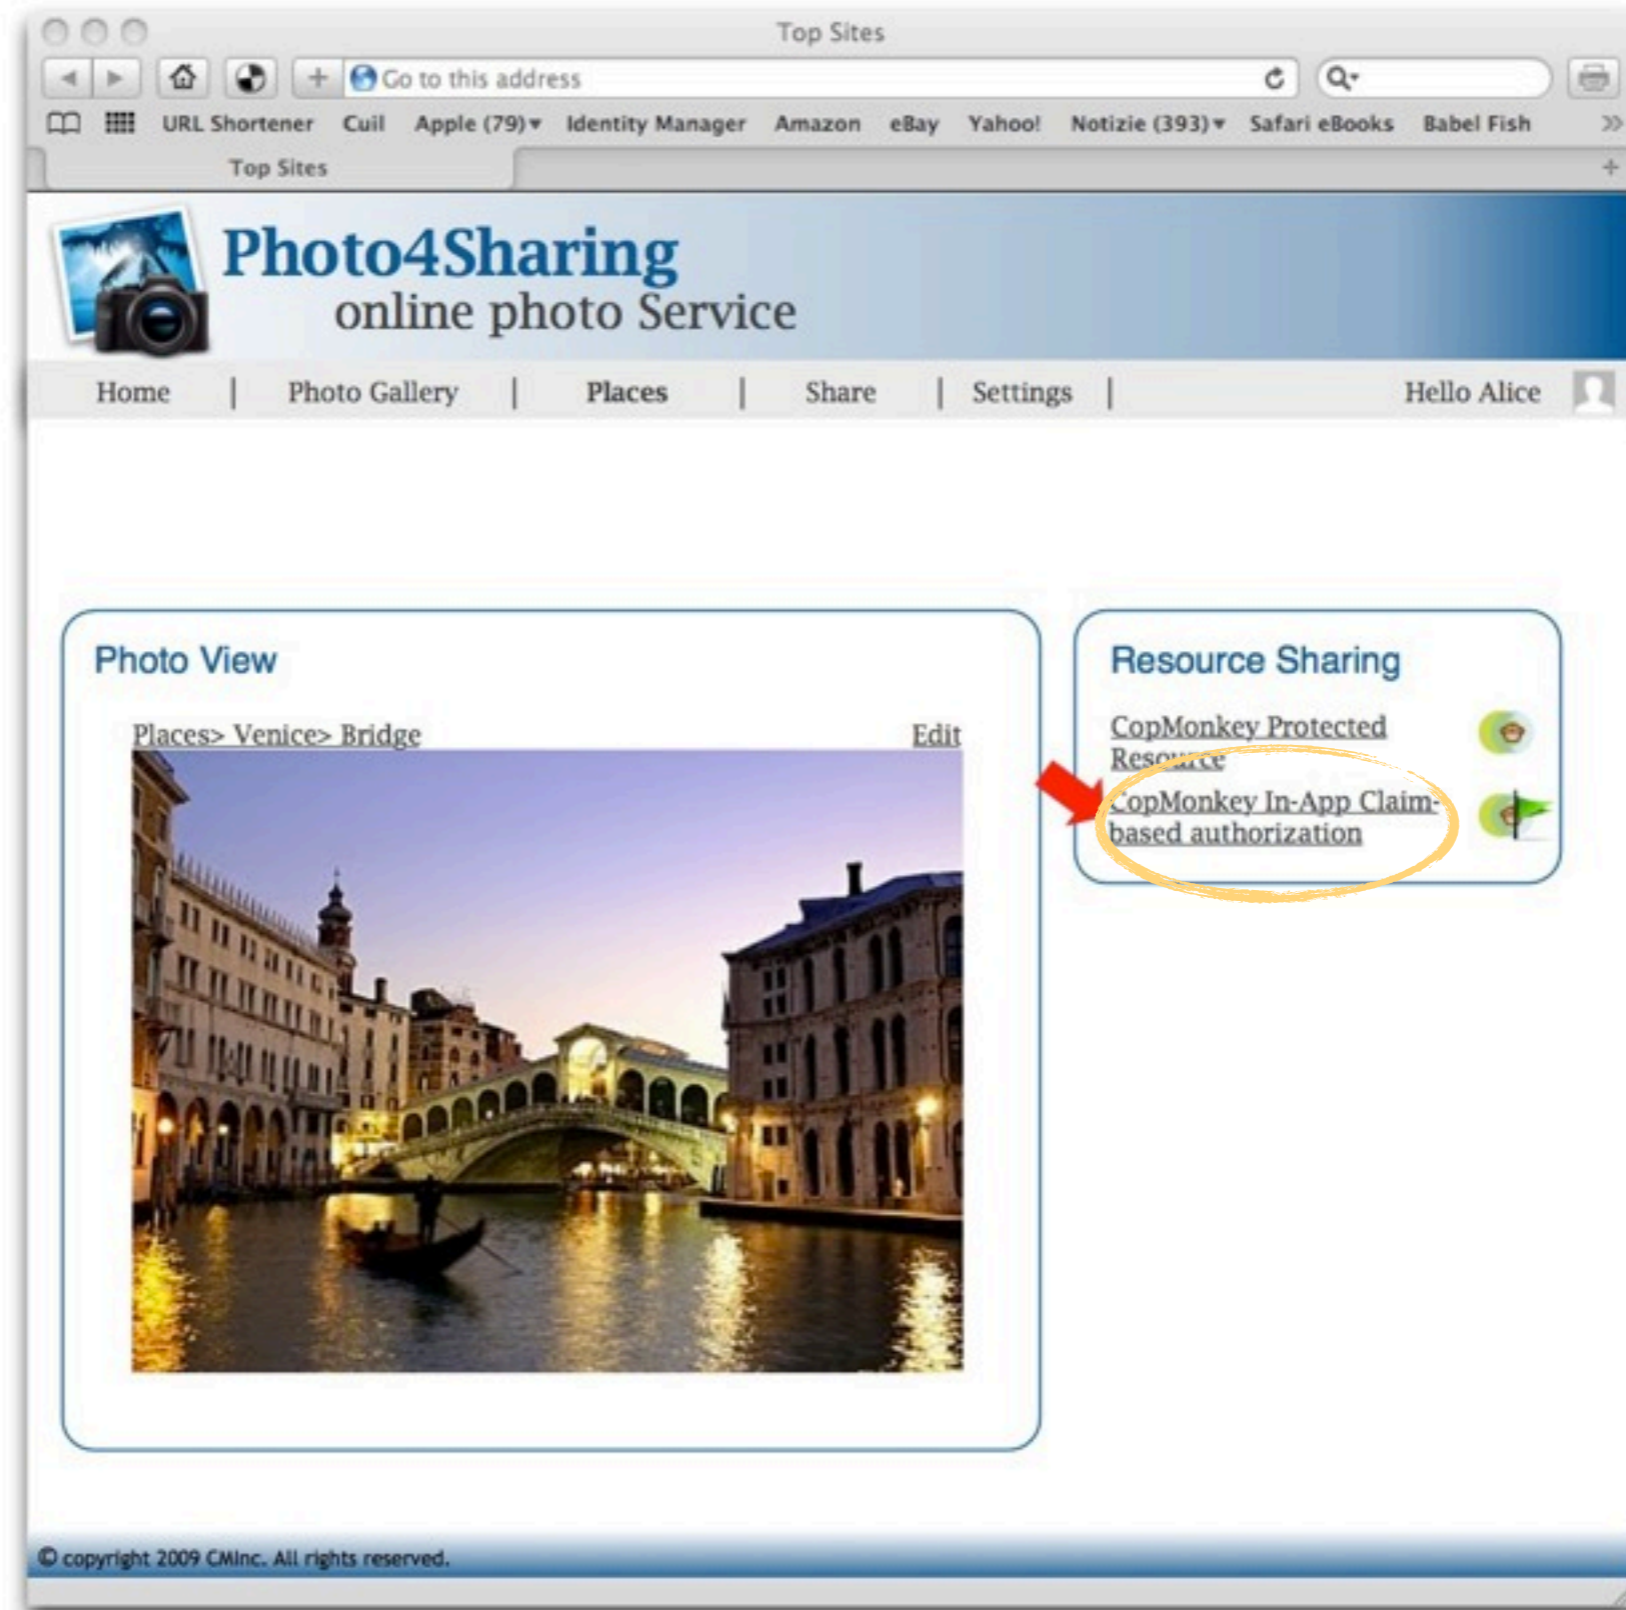 Top Sites
Go to this address
URL Shortener Cuil Apple (79) Identity Manager Amazon eBay Yahoo! Notizie (393) Safari eBooks Babel Fish
Top Sites
Photo4Sharing
online photo Service
Home | Photo Gallery | Places | Share | Settings | Hello Alice
Photo View
Places> Venice> Bridge Edit
Resource Sharing
CopMonkey Protected
Resource
CopMonkey In-App Claim-
based authorization
© copyright 2009 CMInc. All rights reserved.